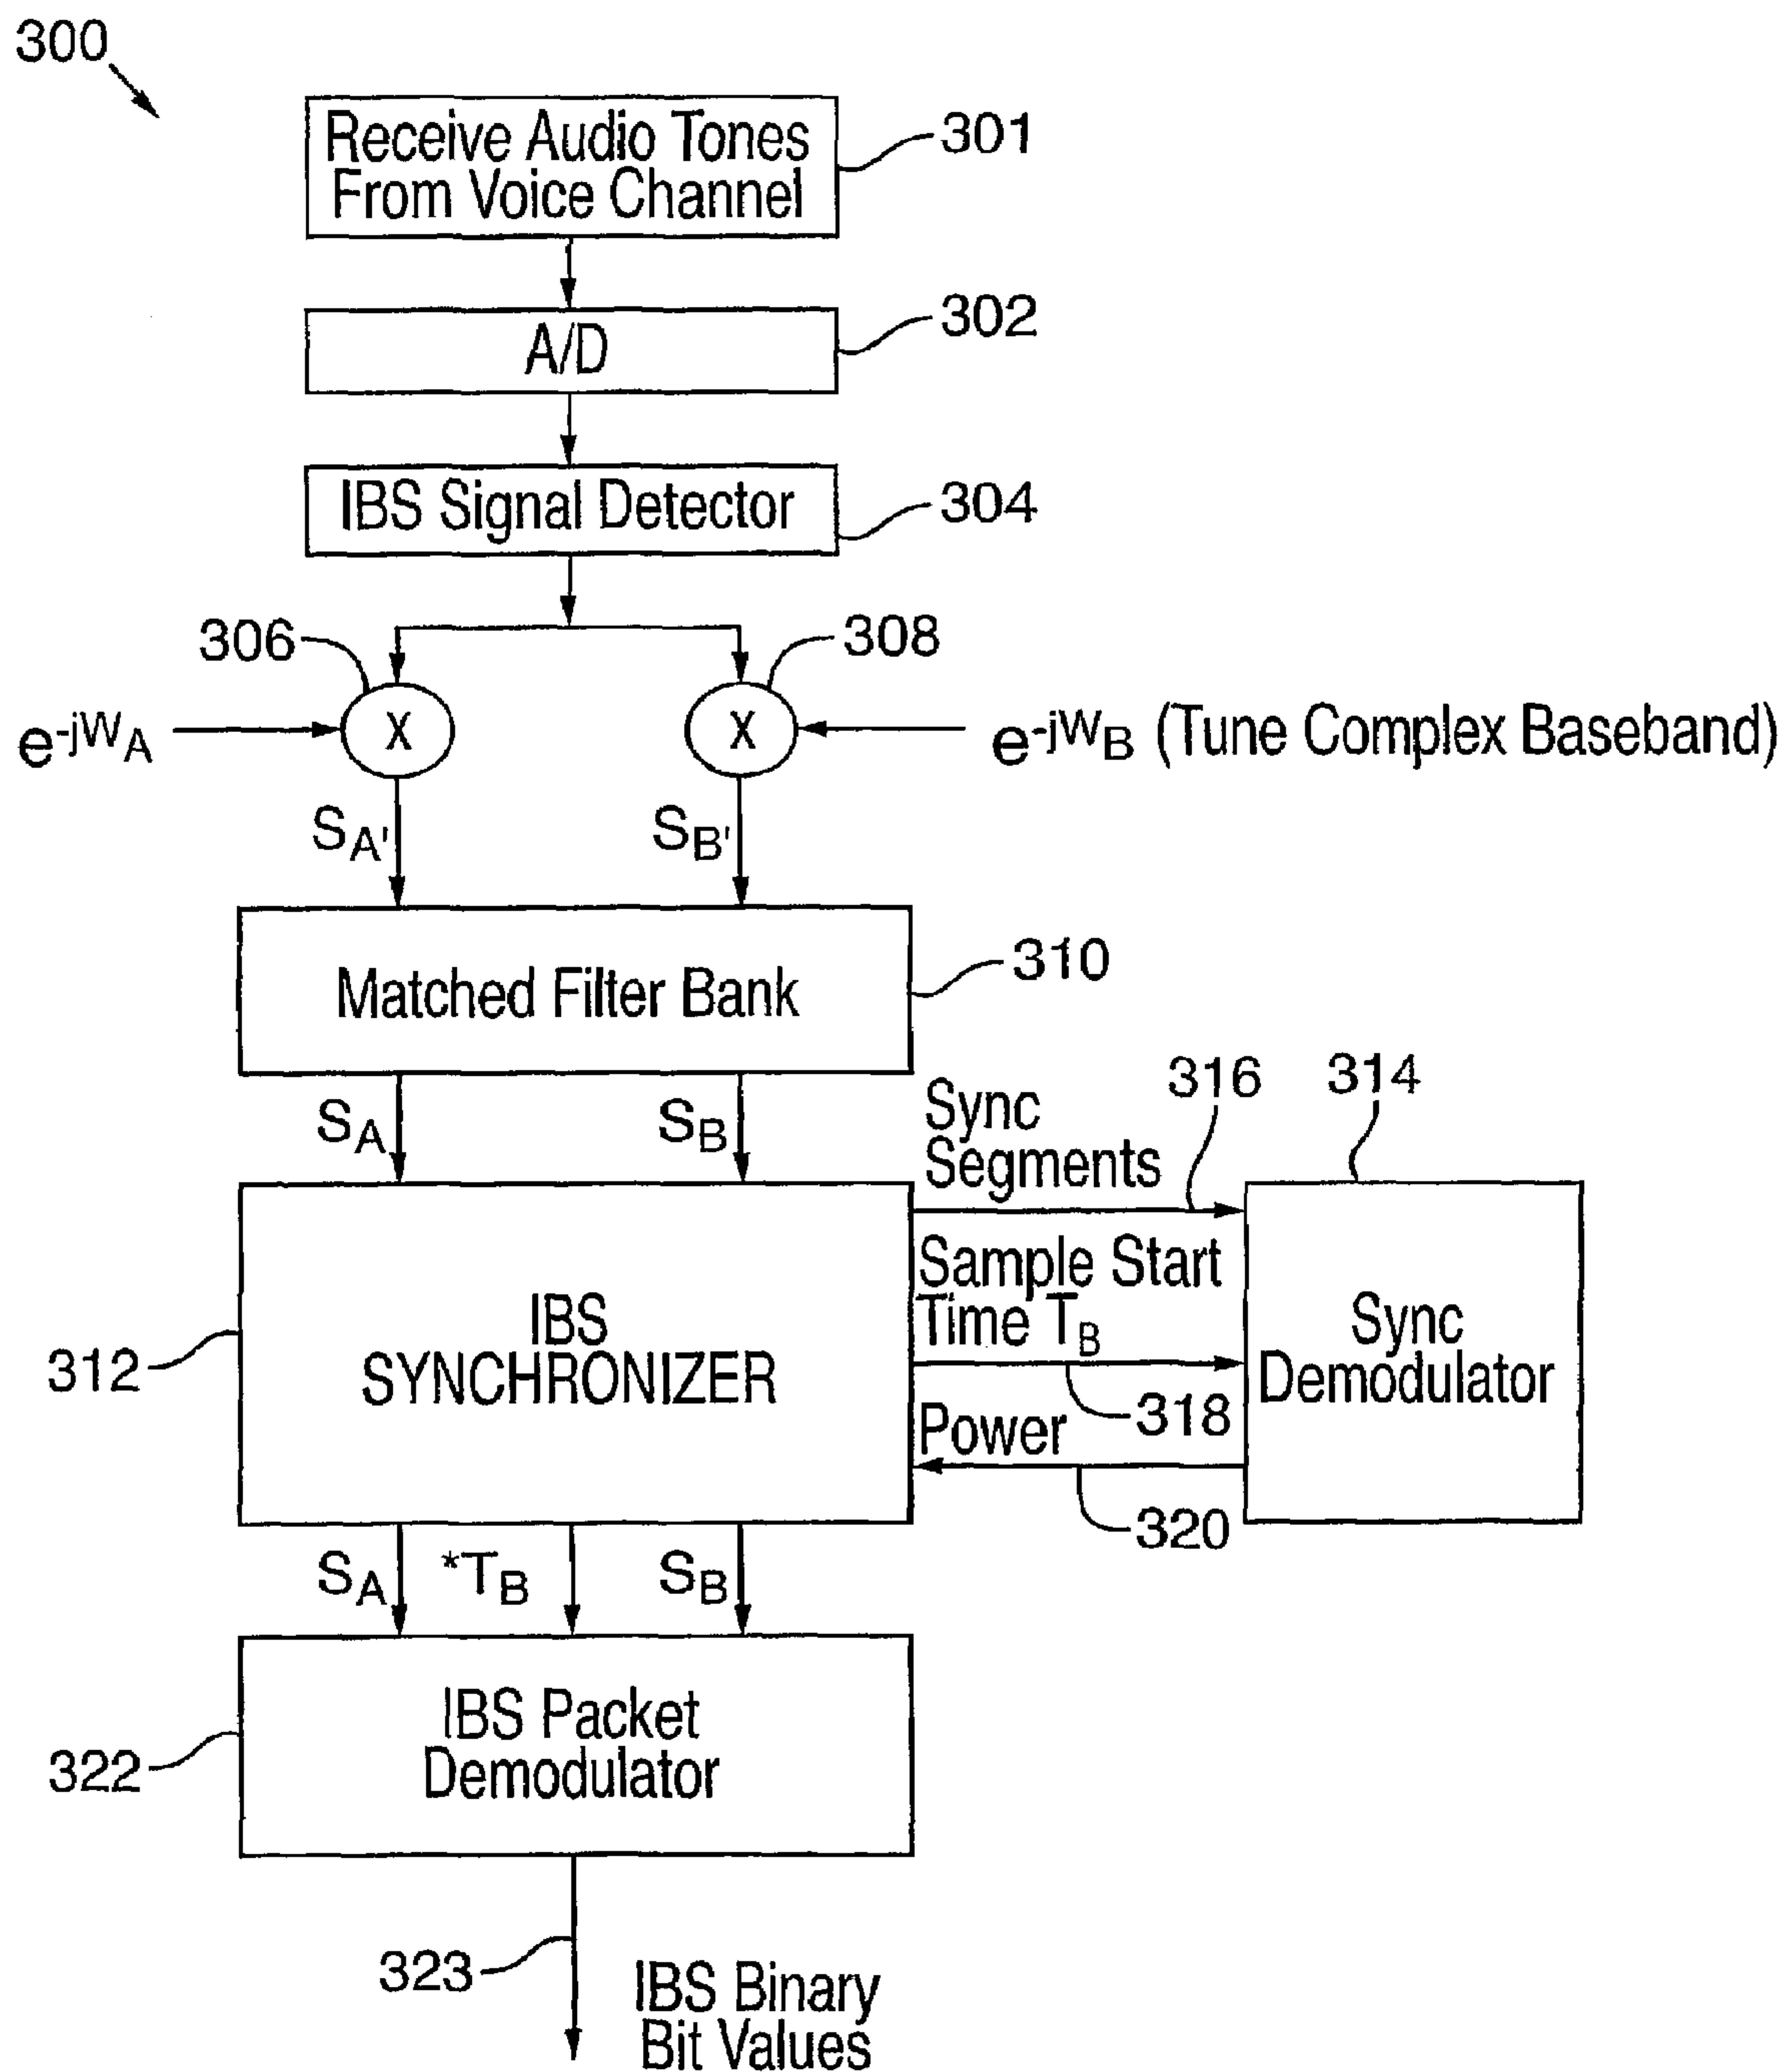 300
Receive Audio Tones
From Voice Channel
301
A/D
302
IBS Signal Detector
304
306
308
e-jWA
X
X
e-jWB (Tune Complex Baseband)
SA'
SB'
Matched Filter Bank
310
SA
SB
Sync
Segments
316
314
Sample Start
Time TB
IBS
SYNCHRONIZER
312
Sync
Demodulator
318
Power
320
SA
*TB
SB
IBS Packet
Demodulator
322
323
IBS Binary
Bit Values